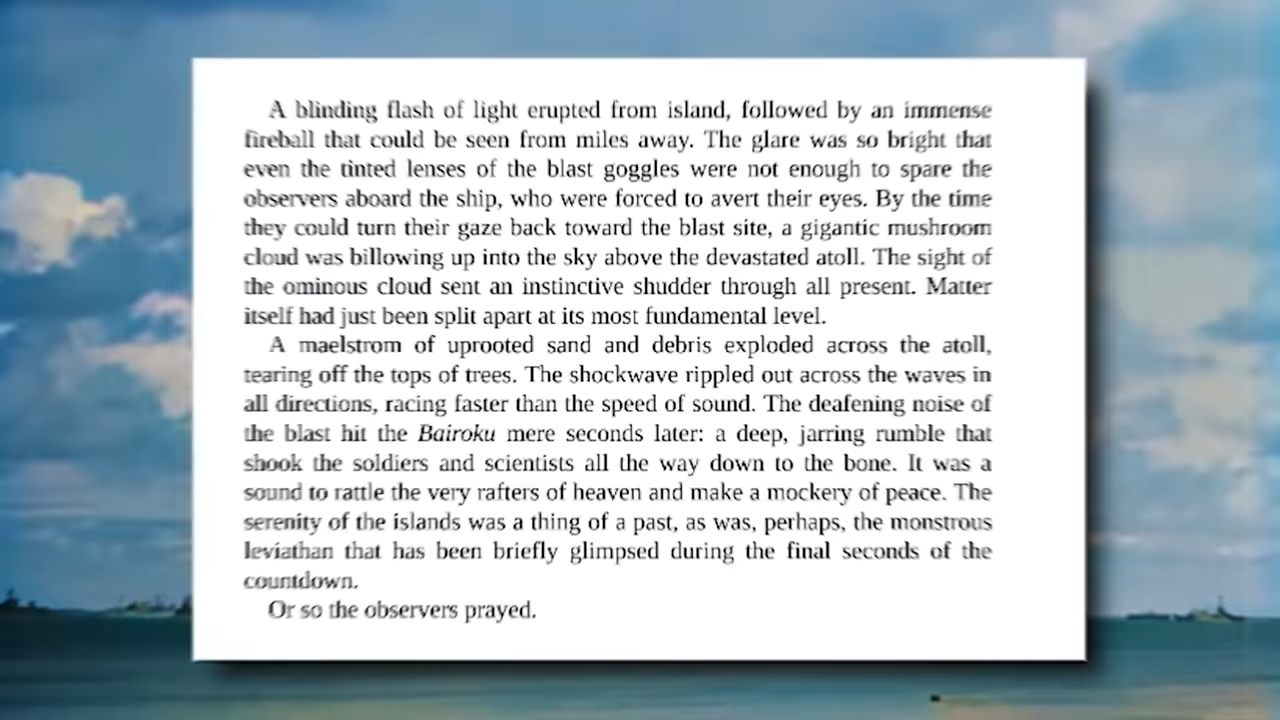 A blinding flash of light erupted from island, followed by an immense
fireball that could be seen from miles away. The glare was so bright that
even the tinted lenses of the blast goggles were not enough to spare the
observers aboard the ship, who were forced to avert their eyes. By the time
they could turn their gaze back toward the blast site, a gigantic mushroom
cloud was billowing up into the sky above the devastated atoll. The sight of
the ominous cloud sent an instinctive shudder through all present. Matter
itself had just been split apart at its most fundamental level.
A maelstrom of uprooted sand and debris exploded across the atoll,
tearing off the tops of trees. The shockwave rippled out across the waves in
all directions, racing faster than the speed of sound. The deafening noise of
the blast hit the Bairoku mere seconds later: a deep, jarring rumble that
shook the soldiers and scientists all the way down to the bone. It was a
sound to rattle the very rafters of heaven and make a mockery of peace. The
serenity of the islands was a thing of a past, as was, perhaps, the monstrous
leviathan that has been briefly glimpsed during the final seconds of the
countdown.
Or so the observers prayed.